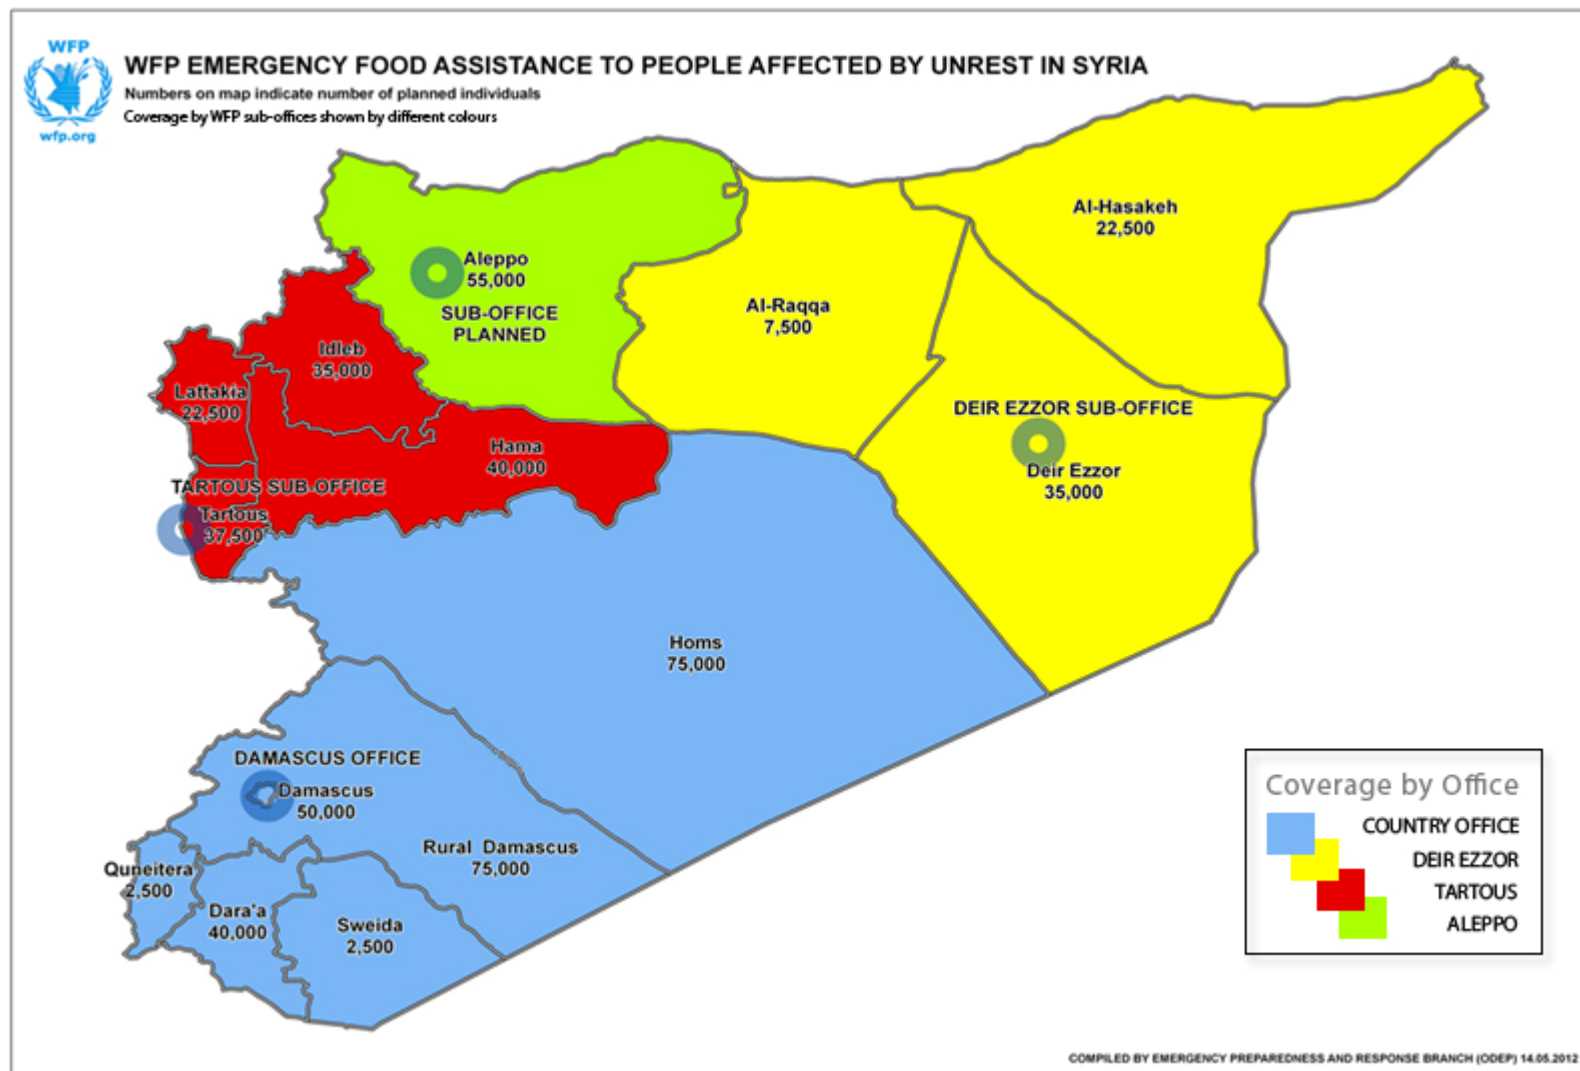 WFP
wfp.org
WFP EMERGENCY FOOD ASSISTANCE TO PEOPLE AFFECTED BY UNREST IN SYRIA
Numbers on map indicate number of planned individuals
Coverage by WFP sub-offices shown by different colours
Al-Hasakeh
22,500
Aleppo
55,000
SUB-OFFICE
PLANNED
Al-Raqqa
7,500
Idleb
35,000
Lattakia
22,500
DEIR EZZOR SUB-OFFICE
Deir Ezzor
35,000
Hama
40,000
TARTOUS SUB-OFFICE
Tartous
37,500
Homs
75,000
DAMASCUS OFFICE
Damascus
50,000
Rural Damascus
75,000
Quneitera
2,500
Dara'a
40,000
Sweida
2,500
Coverage by Office
COUNTRY OFFICE
DEIR EZZOR
TARTOUS
ALEPPO
COMPILED BY EMERGENCY PREPAREDNESS AND RESPONSE BRANCH (ODEP) 14.05.2012